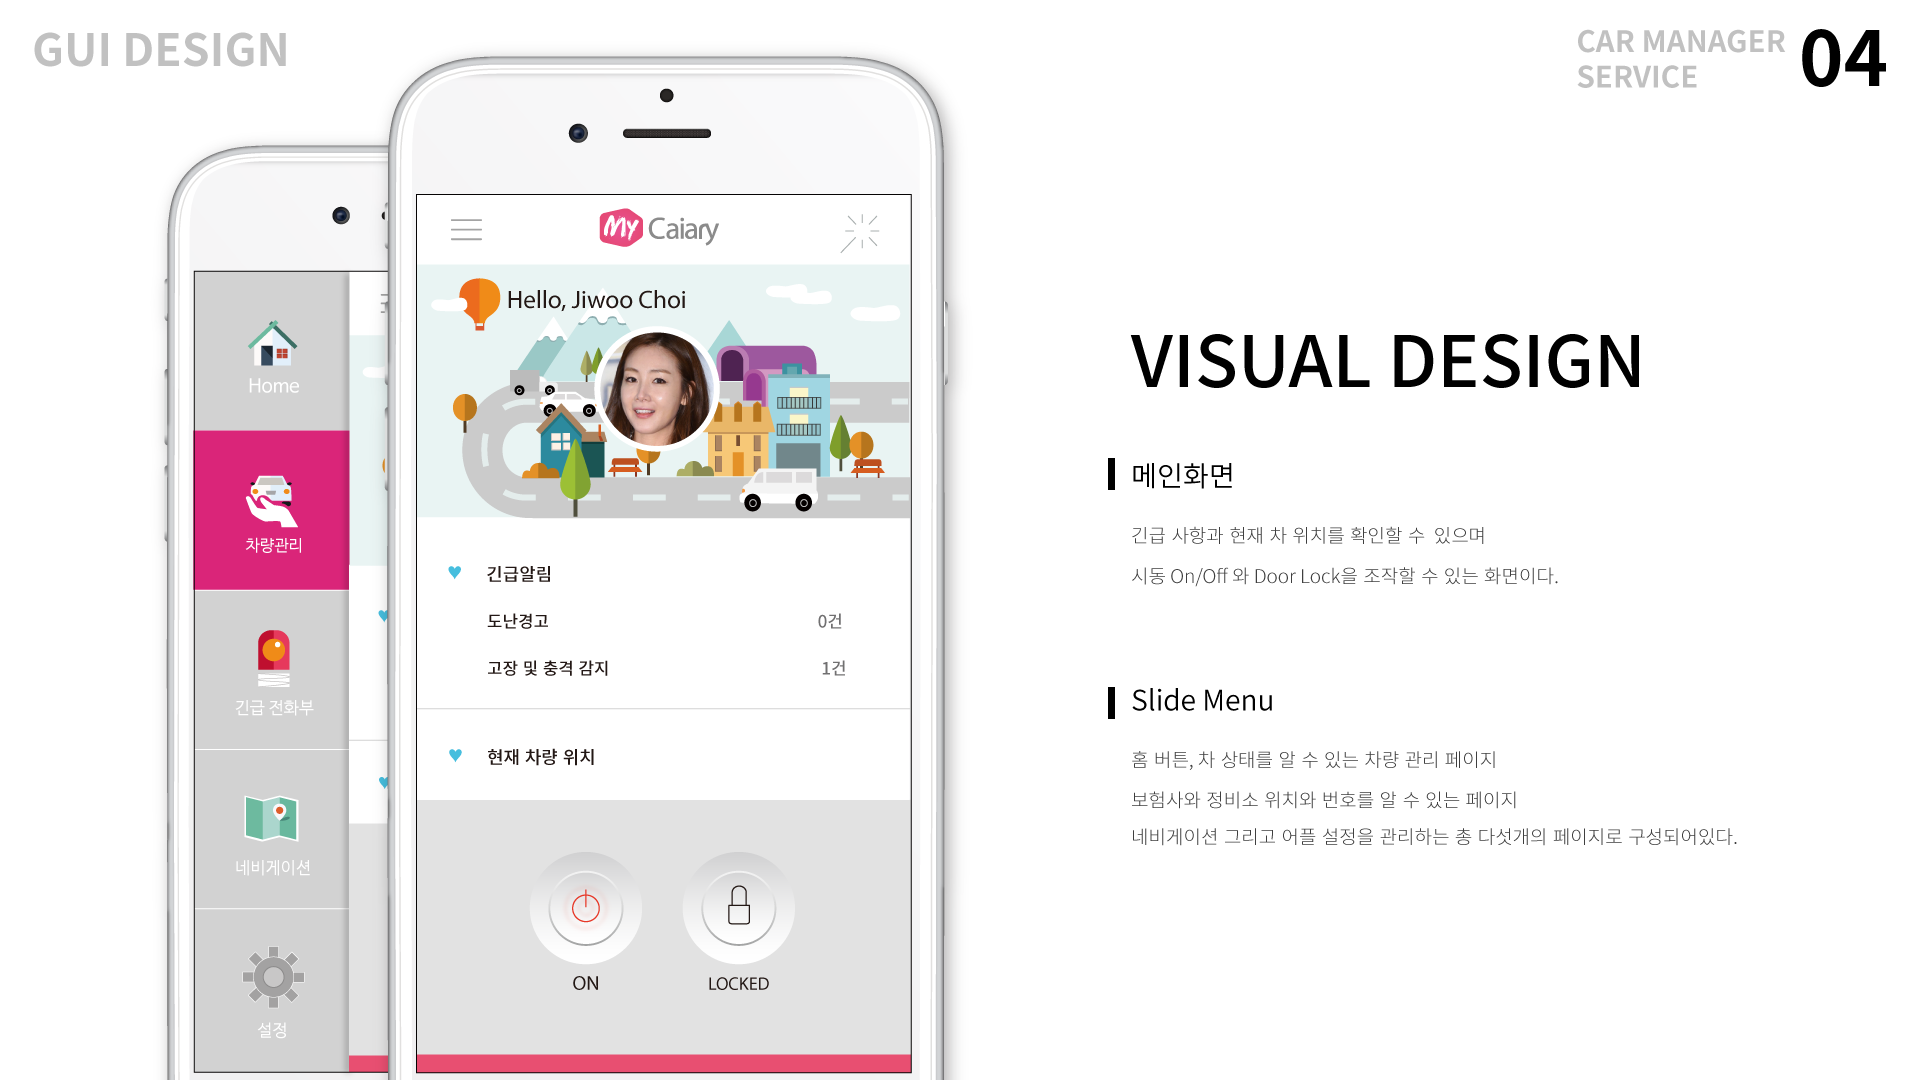 GUI DESIGN
CAR MANAGER
SERVICE
04
Home
차량관리
긴급 전화부
네비게이션
설정
My Caiary
Hello, Jiwoo Choi
긴급알림
도난경고 0건
고장 및 충격 감지 1건
현재 차량 위치
ON
LOCKED
VISUAL DESIGN
메인화면
긴급 사항과 현재 차 위치를 확인할 수 있으며
시동 On/Off 와 Door Lock을 조작할 수 있는 화면이다.
Slide Menu
홈 버튼, 차 상태를 알 수 있는 차량 관리 페이지
보험사와 정비소 위치와 번호를 알 수 있는 페이지
네비게이션 그리고 어플 설정을 관리하는 총 다섯개의 페이지로 구성되어있다.